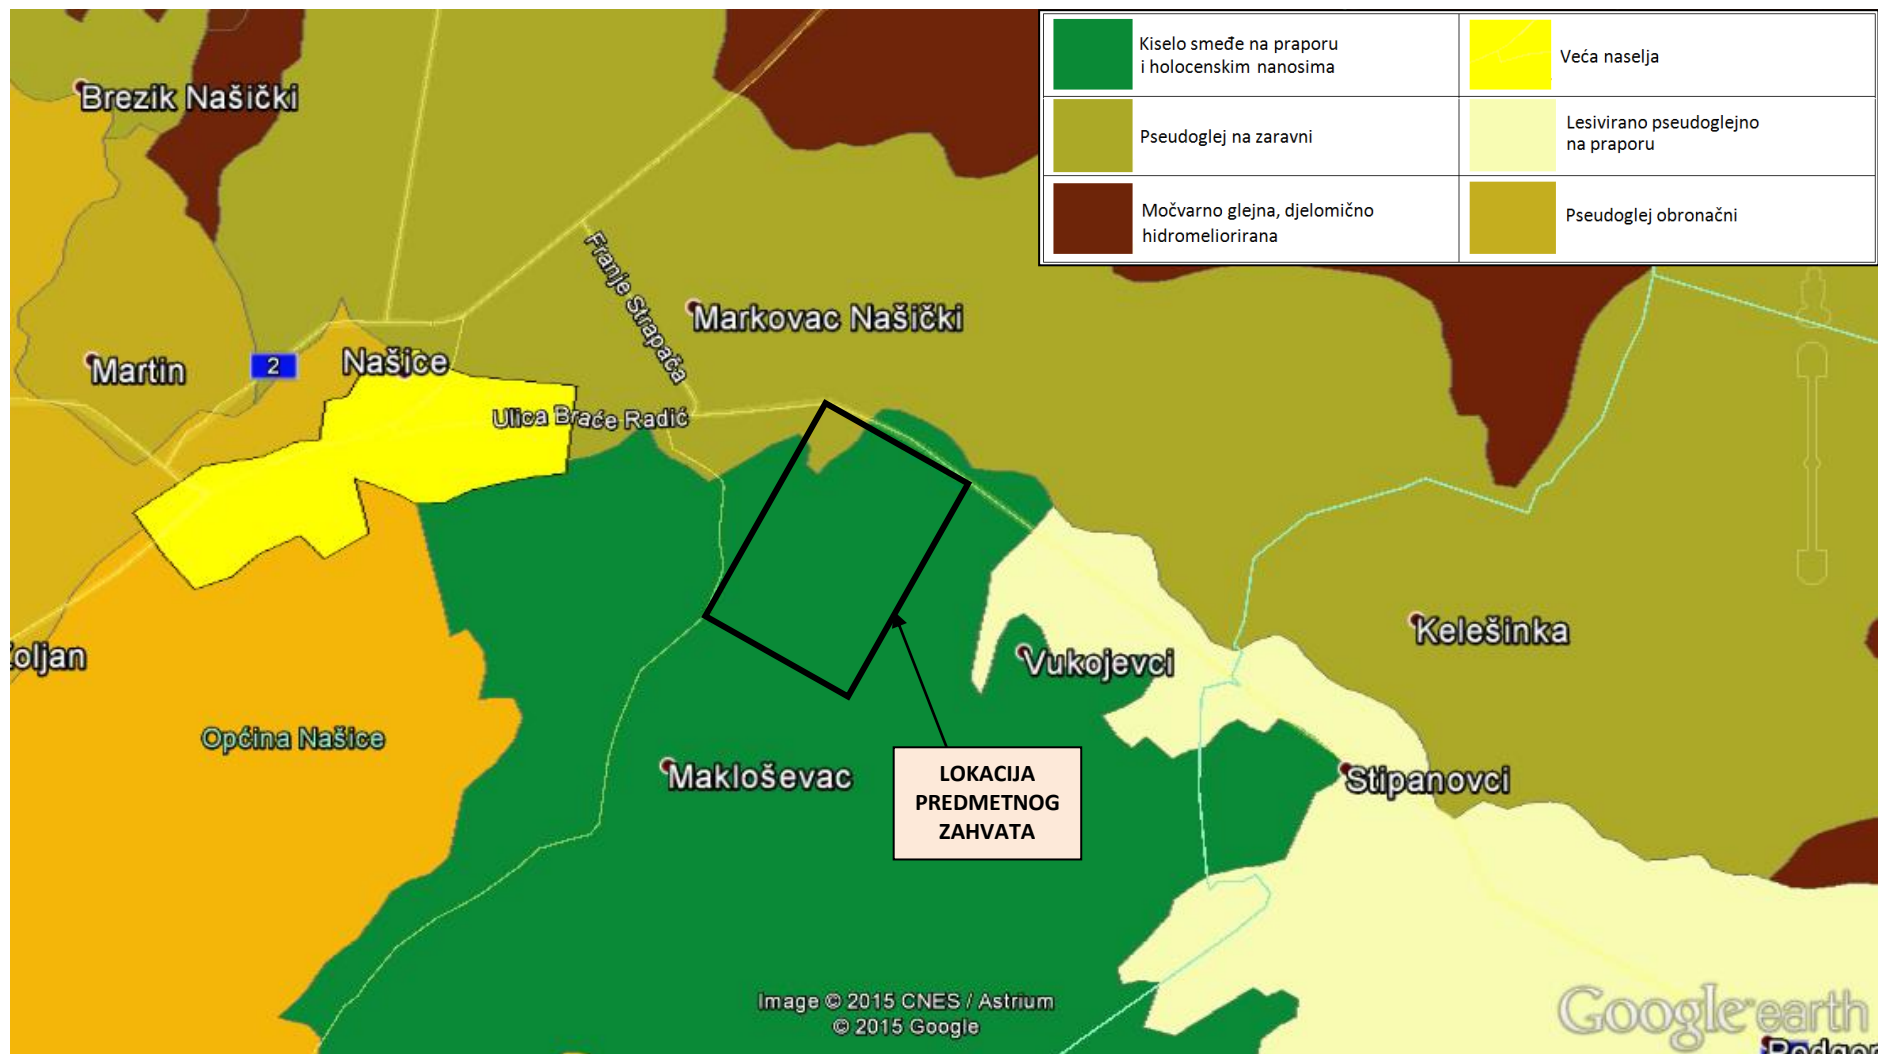 Kiselo smeđe na praporu
i holocenskim nanosima
Veća naselja
Pseudoglej na zaravni
Lesivirano pseudoglejno
na praporu
Močvarno glejna, djelomično
hidromeliorirana
Pseudoglej obronačni
Brezik Našički
Franje Strapača
Markovac Našički
Martin
2
Našice
Ulica Braće Radić
Kelešinka
oljan
Vukojevci
Općina Našice
Makloševac
Stipanovci
LOKACIJA
PREDMETNOG
ZAHVATA
Image © 2015 CNES / Astrium
© 2015 Google
Google earth